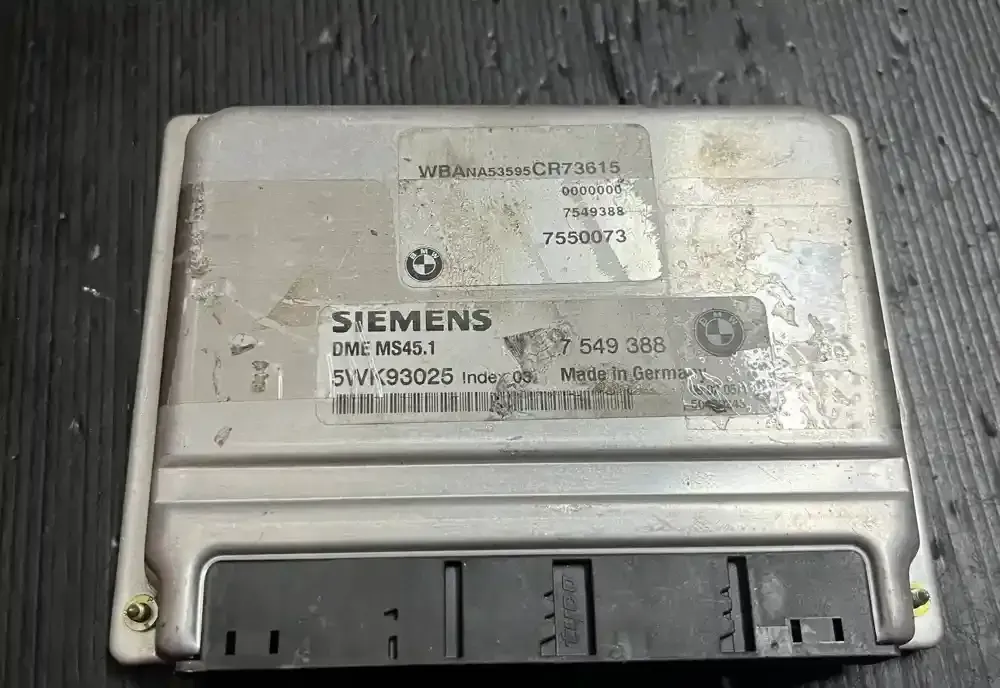 WBANA53595CR73615
0000000
7549388
7550073
BMW
SIEMENS
DME MS45.1
7 549 388
BMW
5WK93025 Index 03
Made in Germany
tyco